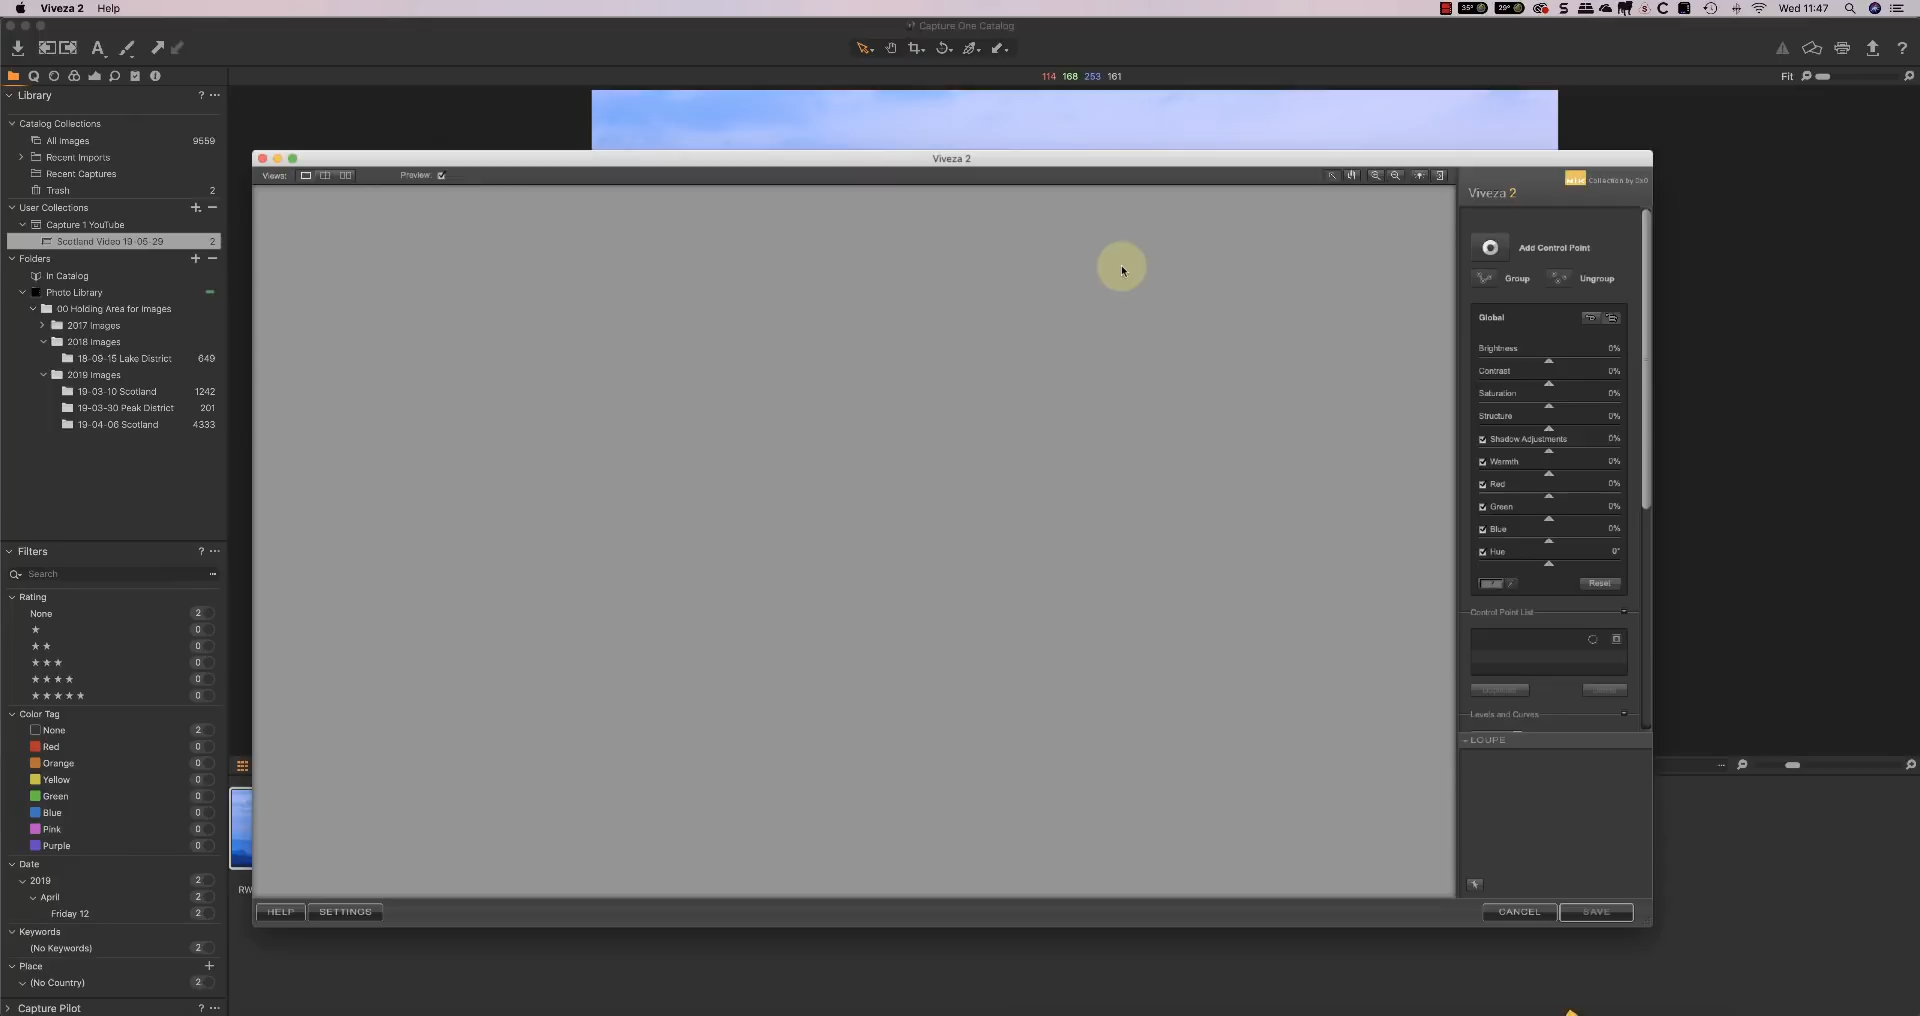 Viveza 2 Help
35° 29° Wed 11:47
Capture One Catalog
114 168 253 161
Fit
Library ? ...
Catalog Collections
All Images 9559
Recent Imports
Recent Captures
Trash 2
User Collections
Capture 1 YouTube
Scotland Video 19-05-29 2
Folders
In Catalog
Photo Library
00 Holding Area for Images
2017 Images
2018 Images
18-09-15 Lake District 649
2019 Images
19-03-10 Scotland 1242
19-03-30 Peak District 201
19-04-06 Scotland 4333
Filters ? ...
Search
Rating
None 2
★ 0
★★ 0
★★★ 0
★★★★ 0
★★★★★ 0
Color Tag
None 2
Red 0
Orange 0
Yellow 0
Green 0
Blue 0
Pink 0
Purple 0
Date
2019 2
April 2
Friday 12 2
Keywords
(No Keywords) 2
Place
(No Country) 2
Capture Pilot ? ...
RW
Viveza 2
Views: Preview:
Nik Collection by DxO
Viveza 2
Add Control Point
Group Ungroup
Global
Brightness 0%
Contrast 0%
Saturation 0%
Structure 0%
Shadow Adjustments 0%
Warmth 0%
Red 0%
Green 0%
Blue 0%
Hue 0°
Reset
Control Point List
Levels and Curves
LOUPE
HELP SETTINGS CANCEL SAVE